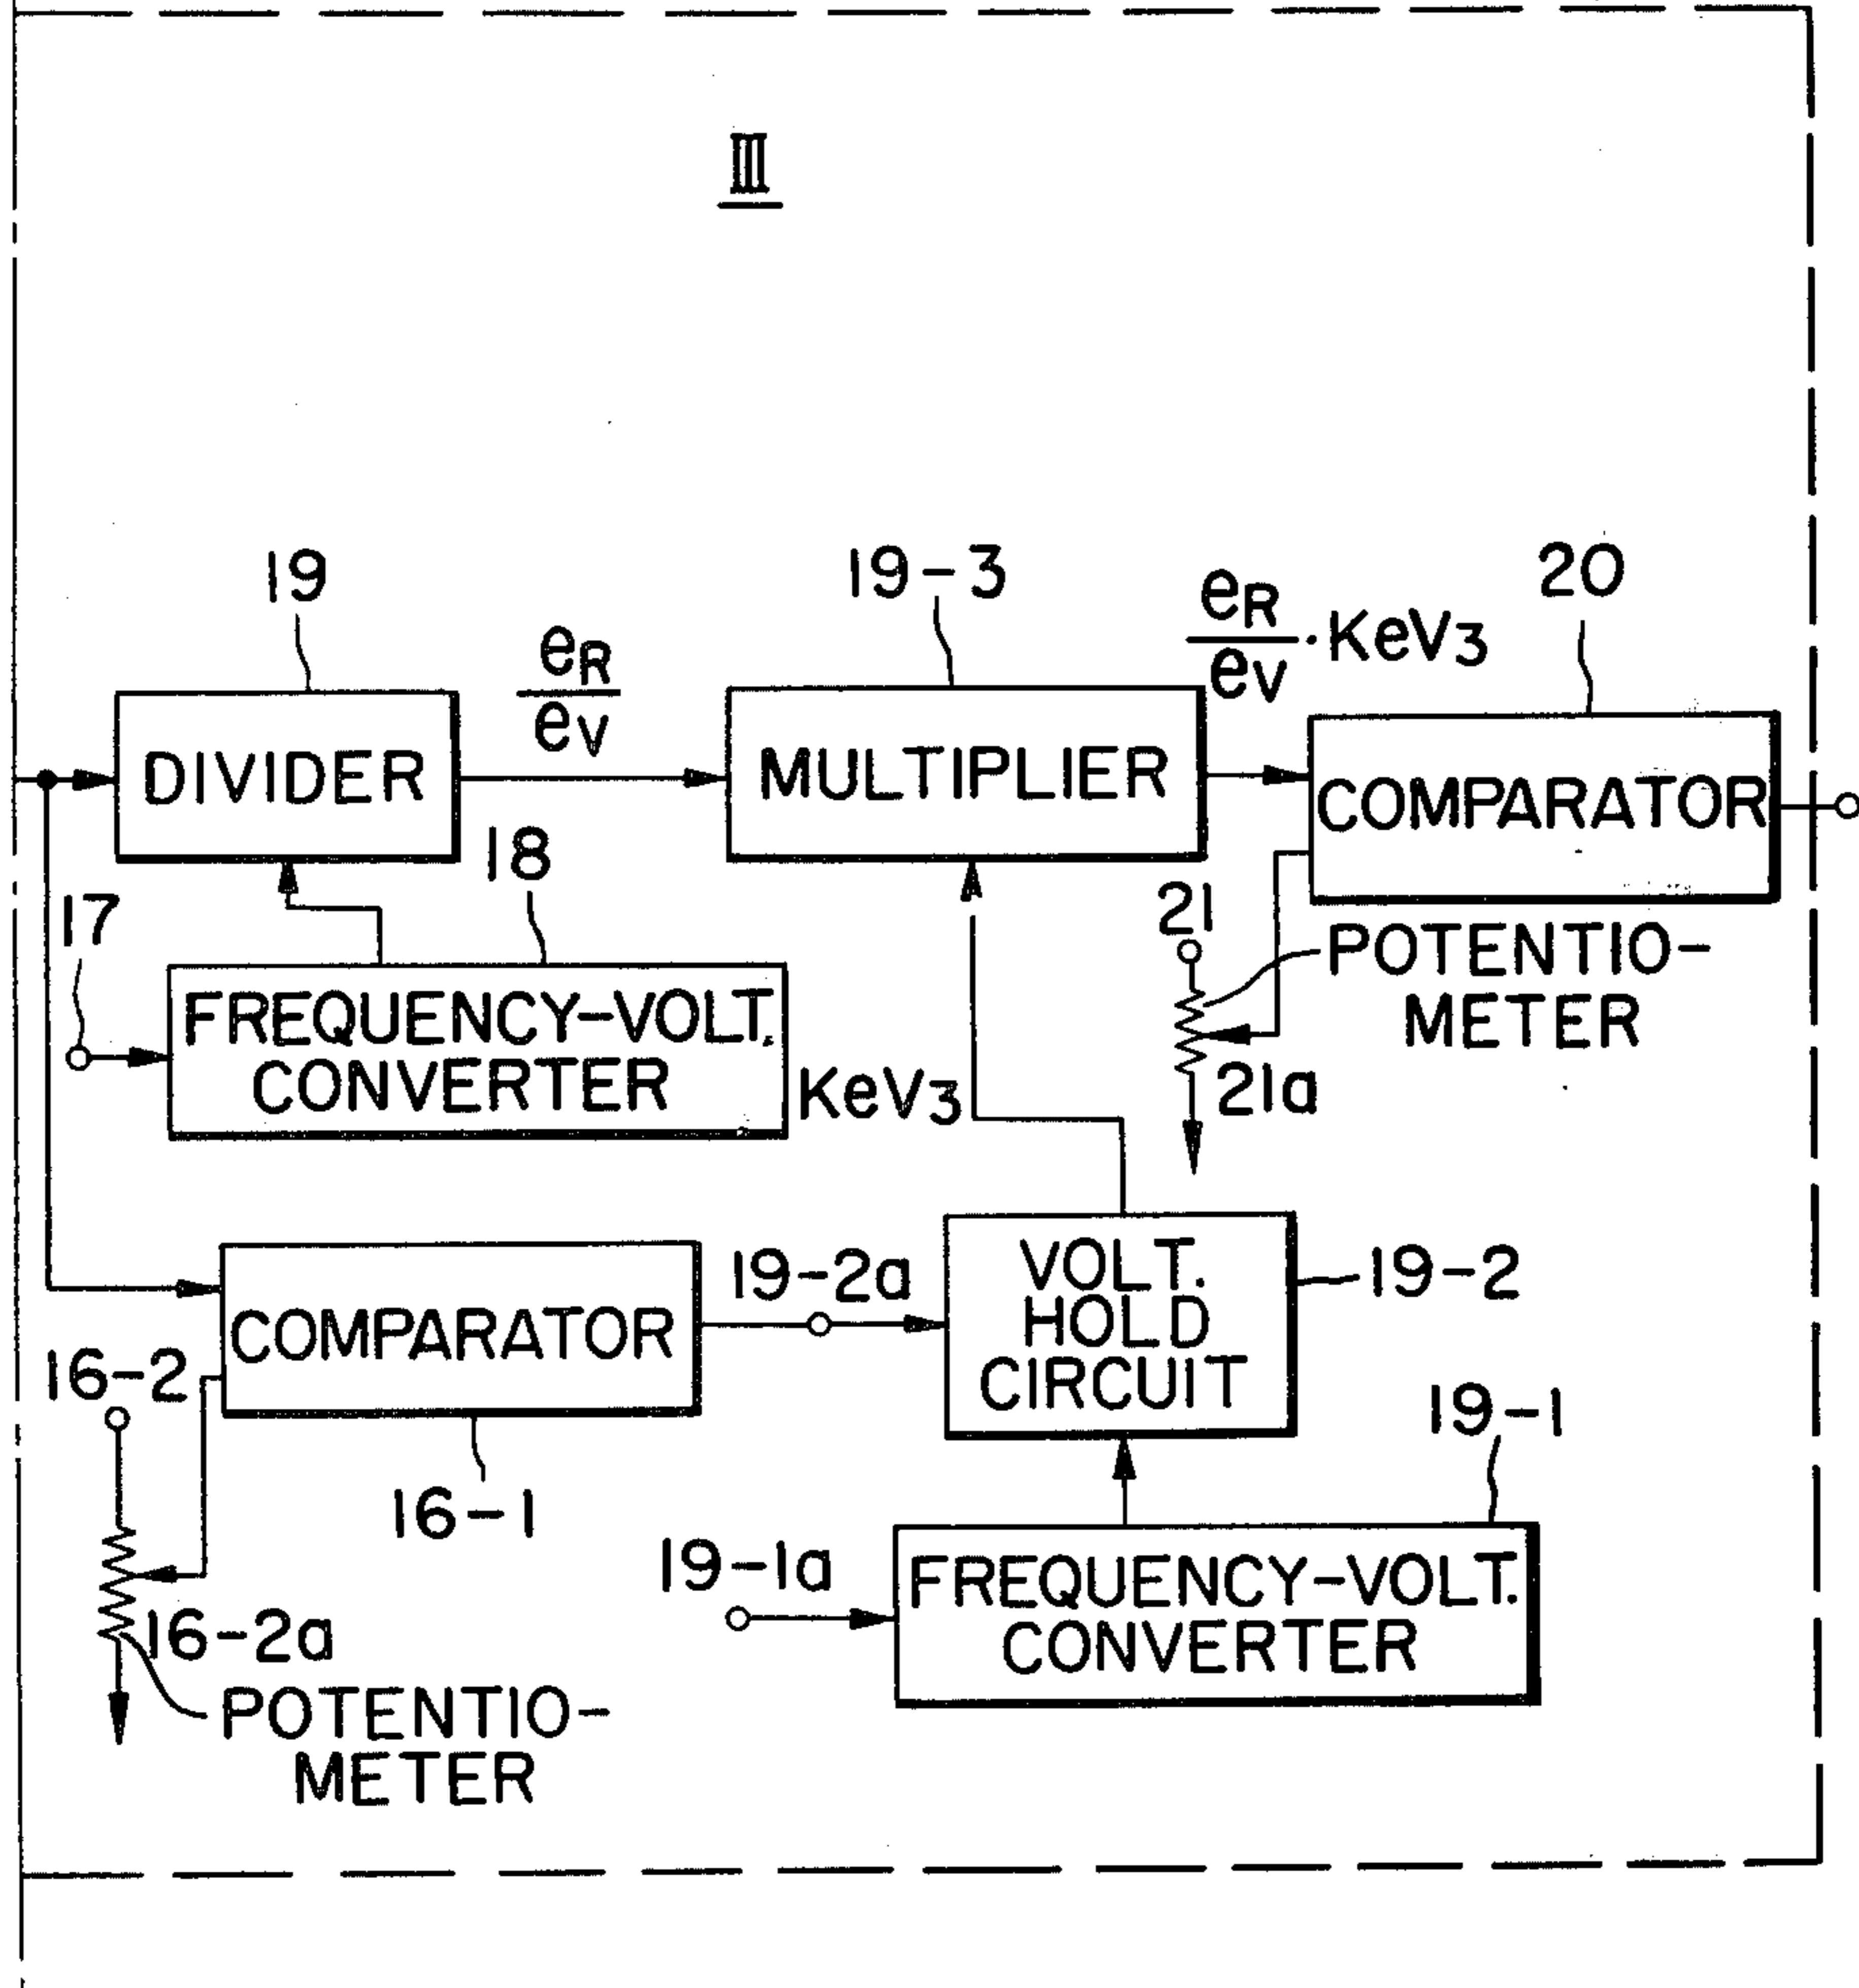 III
19
19-3
20
eR
eV
eR
eV
·KeV3
DIVIDER
MULTIPLIER
COMPARATOR
18
17
21
POTENTIO-
METER
FREQUENCY-VOLT.
CONVERTER
KeV3
21a
19-2a
VOLT.
HOLD
CIRCUIT
19-2
COMPARATOR
16-2
16-1
19-1
19-1a
FREQUENCY-VOLT.
CONVERTER
16-2a
POTENTIO-
METER